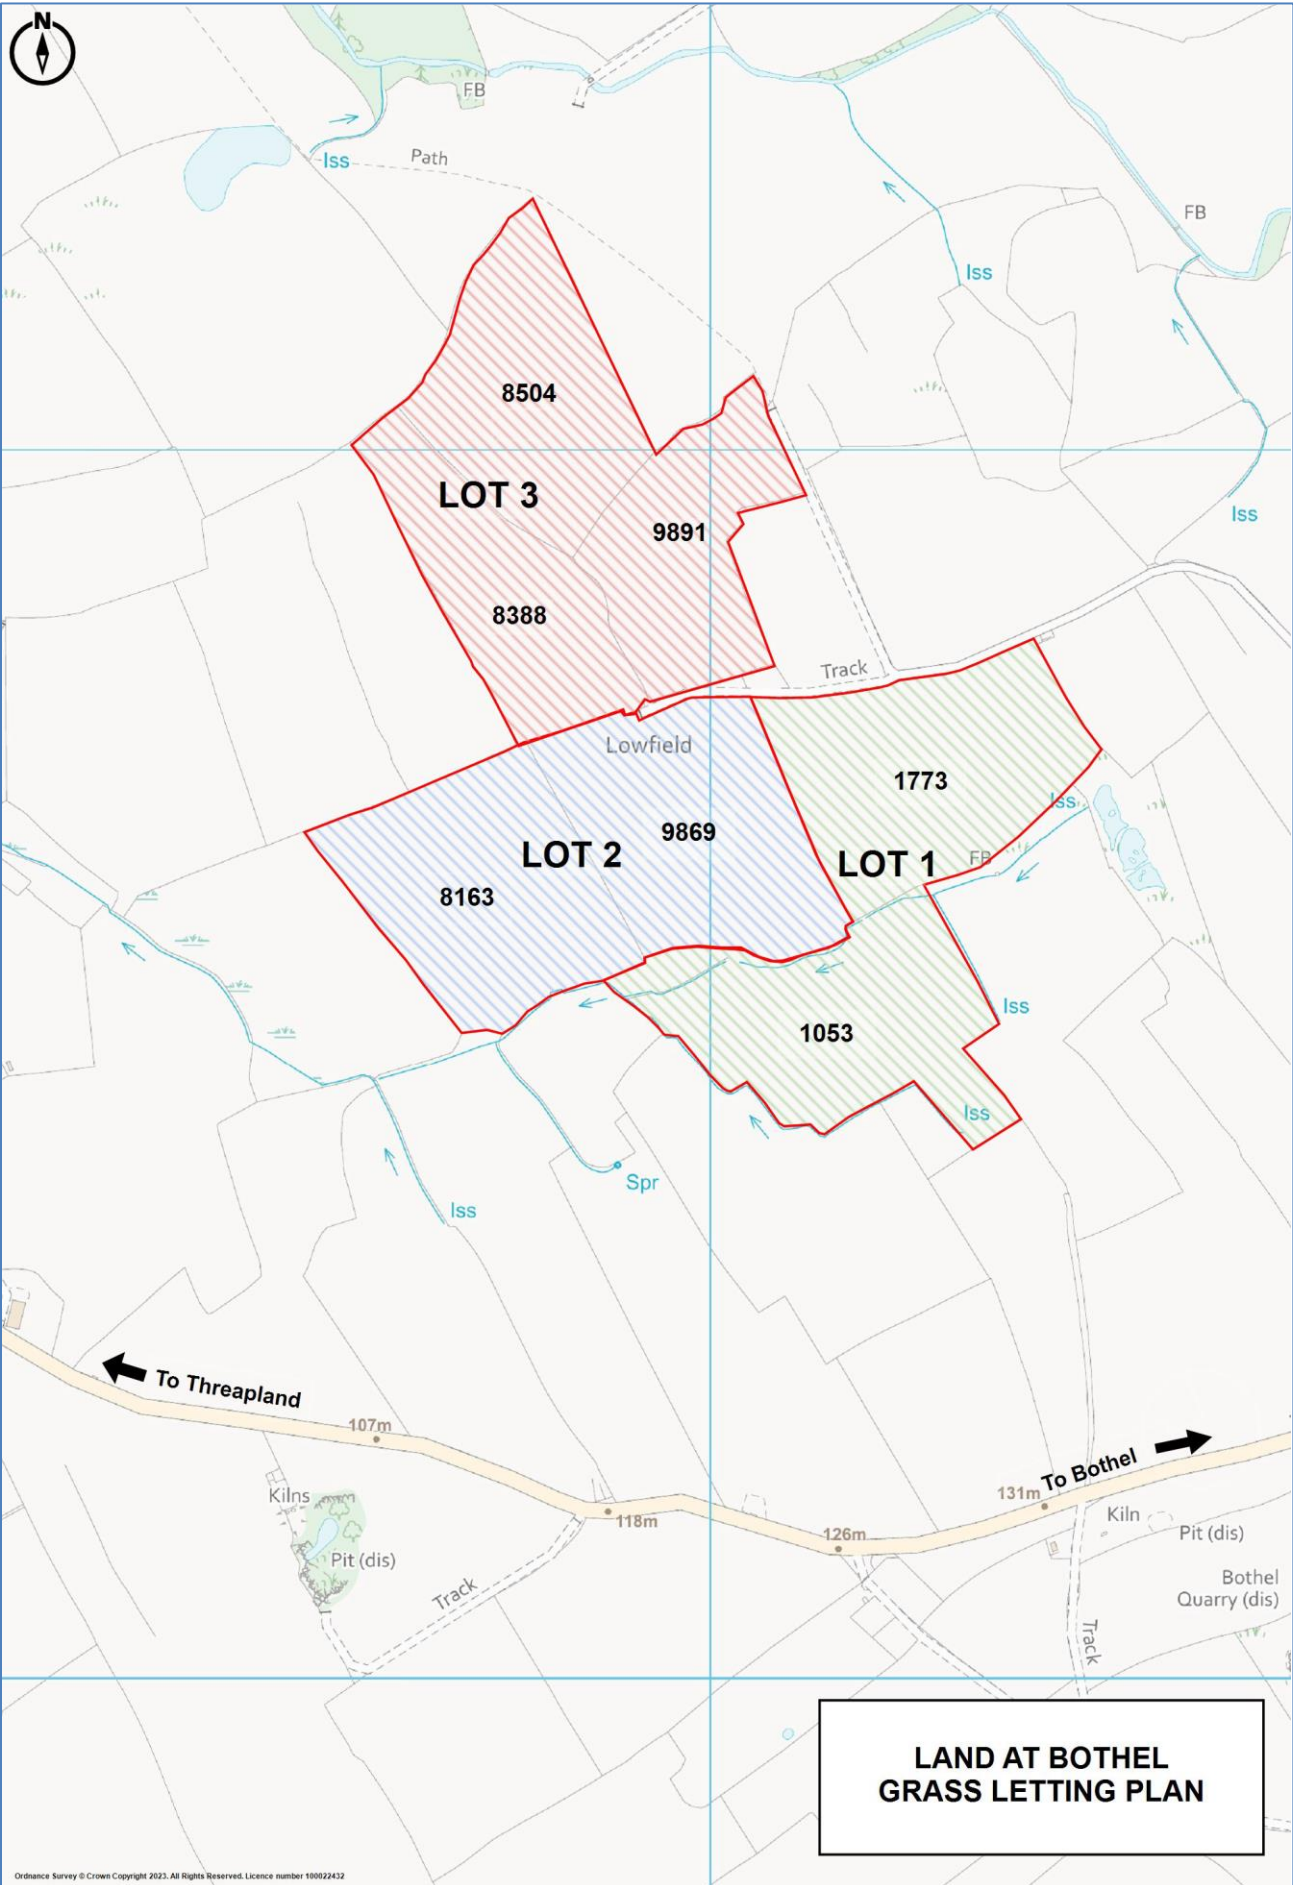 N
FB
Path
Iss
FB
Iss
8504
LOT 3
Iss
9891
8388
Track
Lowfield
1773
Iss
9869
LOT 2
LOT 1
FB
8163
Iss
1053
Iss
Spr
Iss
To Threapland
107m
To Bothel
131m
Kilns
118m
Kiln
126m
Pit (dis)
Pit (dis)
Bothel
Quarry (dis)
Track
Track
LAND AT BOTHEL
GRASS LETTING PLAN
Ordnance Survey © Crown Copyright 2023. All Rights Reserved. Licence number 100022432